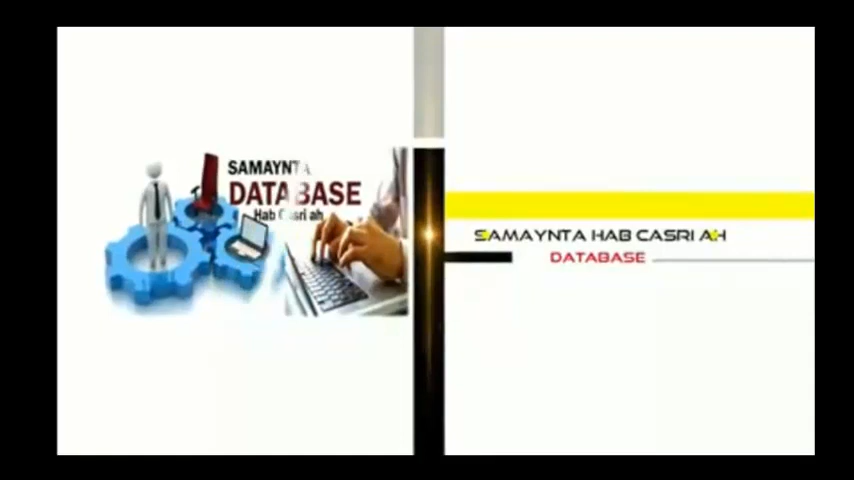 SAMAYNTA
DATABASE
Hab Casri ah
SAMAYNTA HAB CASRI AH
DATABASE